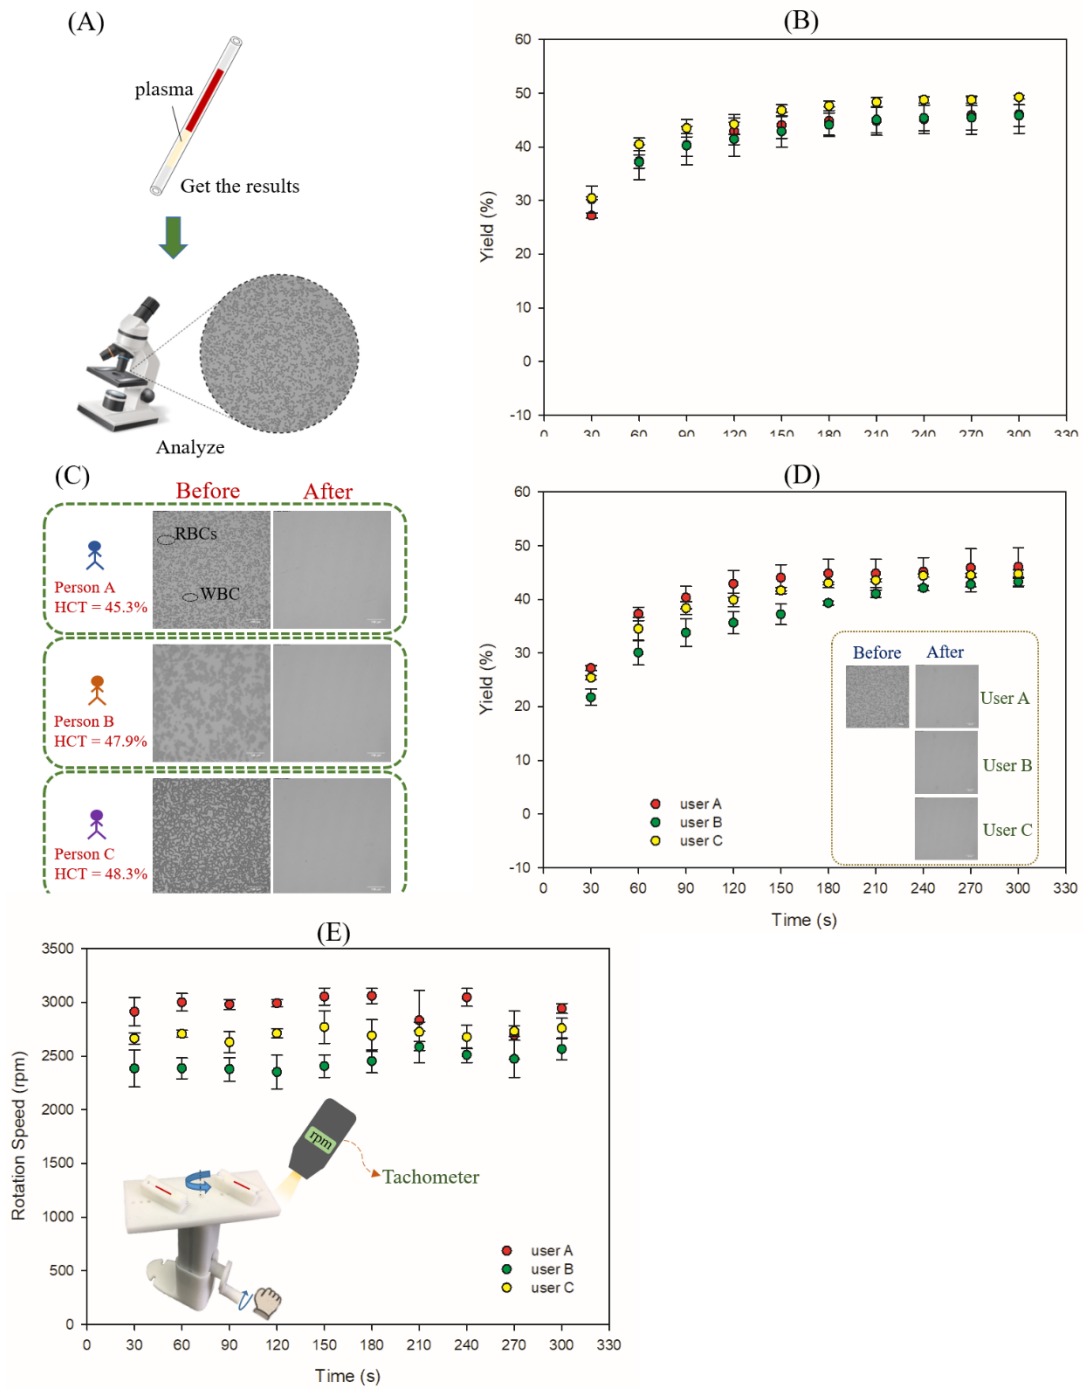 (A)
plasma
Get the results
Analyze
(B)
60
50
40
30
20
10
0
-10
Yield (%)
0 30 60 90 120 150 180 210 240 270 300 330
(C)
Before After
RBCs
WBC
Person A
HCT = 45.3%
Person B
HCT = 47.9%
Person C
HCT = 48.3%
(D)
60
50
40
30
20
10
0
-10
Yield (%)
Before After
User A
User B
User C
user A
user B
user C
0 30 60 90 120 150 180 210 240 270 300 330
Time (s)
(E)
3500
3000
2500
2000
1500
1000
500
0
Rotation Speed (rpm)
rpm
Tachometer
user A
user B
user C
0 30 60 90 120 150 180 210 240 270 300 330
Time (s)